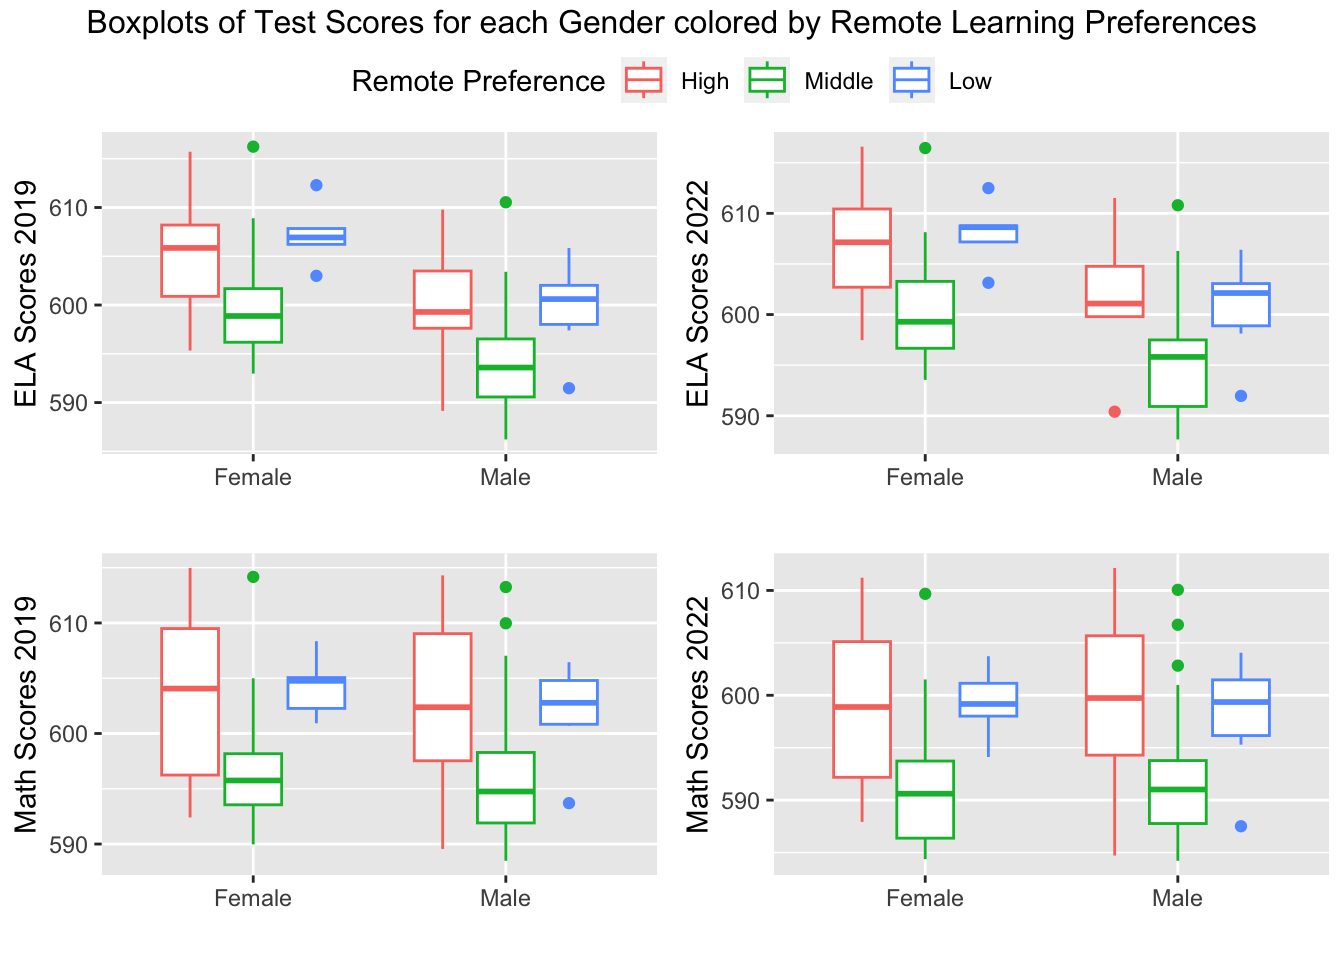 Boxplots of Test Scores for each Gender colored by Remote Learning Preferences
Remote Preference High Middle Low
ELA Scores 2019
610
600
590
Female Male
ELA Scores 2022
610
600
590
Female Male
Math Scores 2019
610
600
590
Female Male
Math Scores 2022
610
600
590
Female Male